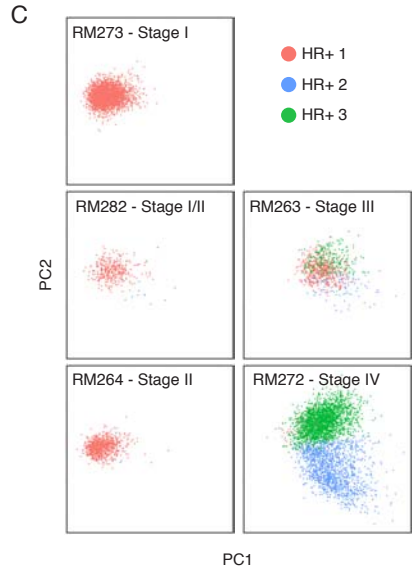 C
RM273 - Stage I
HR+ 1
HR+ 2
HR+ 3
RM282 - Stage I/II
RM263 - Stage III
PC2
RM264 - Stage II
RM272 - Stage IV
PC1